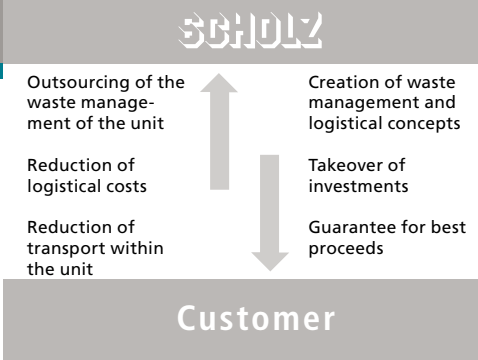 SCHOLZ
Outsourcing of the
waste manage-
ment of the unit
Reduction of
logistical costs
Reduction of
transport within
the unit
Creation of waste
management and
logistical concepts
Takeover of
investments
Guarantee for best
proceeds
Customer